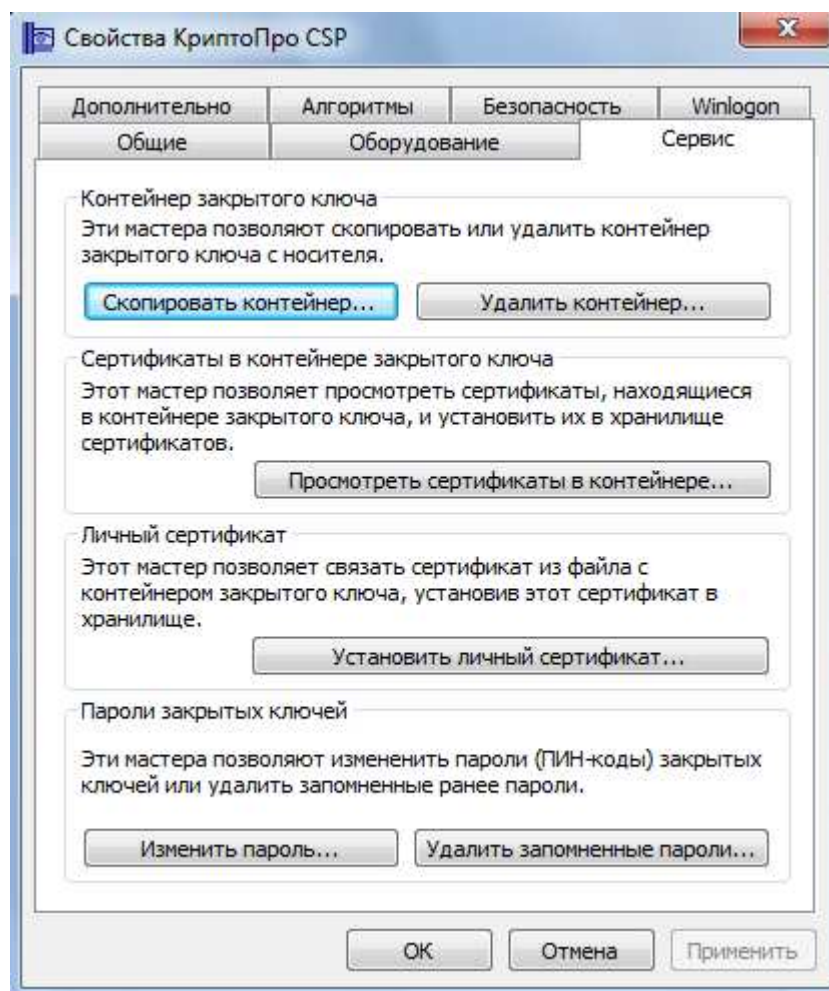 Свойства КриптоПро CSP
Дополнительно Алгоритмы Безопасность Winlogon
Общие Оборудование Сервис
Контейнер закрытого ключа
Эти мастера позволяют скопировать или удалить контейнер
закрытого ключа с носителя.
Скопировать контейнер... Удалить контейнер...
Сертификаты в контейнере закрытого ключа
Этот мастер позволяет просмотреть сертификаты, находящиеся
в контейнере закрытого ключа, и установить их в хранилище
сертификатов.
Просмотреть сертификаты в контейнере...
Личный сертификат
Этот мастер позволяет связать сертификат из файла с
контейнером закрытого ключа, установив этот сертификат в
хранилище.
Установить личный сертификат...
Пароли закрытых ключей
Эти мастера позволяют измененить пароли (ПИН-коды) закрытых
ключей или удалить запомненные ранее пароли.
Изменить пароль... Удалить запомненные пароли...
ОК Отмена Применить